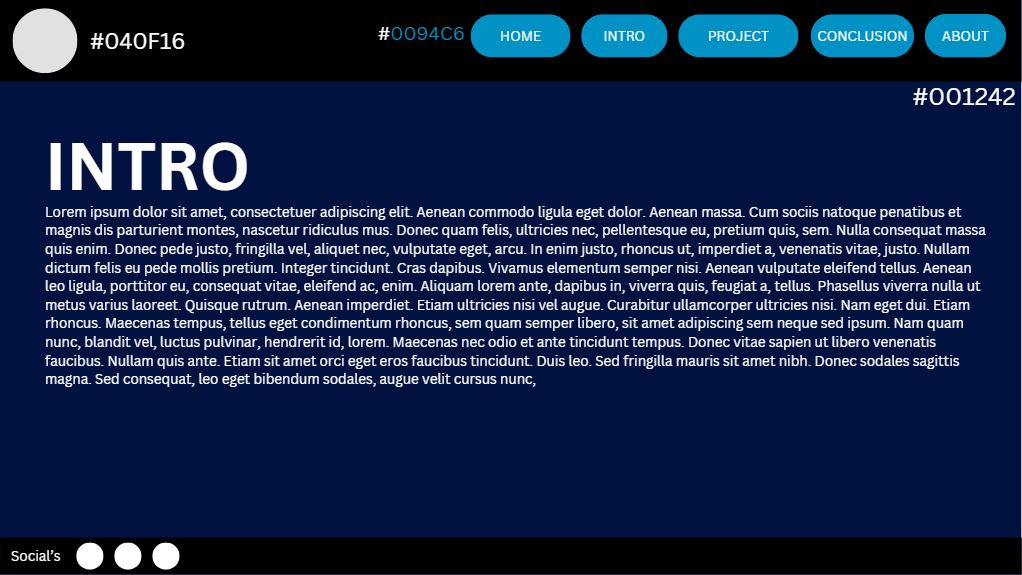 #040F16
#0094C6
HOME
INTRO
PROJECT
CONCLUSION
ABOUT
#001242
INTRO
Lorem ipsum dolor sit amet, consectetuer adipiscing elit. Aenean commodo ligula eget dolor. Aenean massa. Cum sociis natoque penatibus et
magnis dis parturient montes, nascetur ridiculus mus. Donec quam felis, ultricies nec, pellentesque eu, pretium quis, sem. Nulla consequat massa
quis enim. Donec pede justo, fringilla vel, aliquet nec, vulputate eget, arcu. In enim justo, rhoncus ut, imperdiet a, venenatis vitae, justo. Nullam
dictum felis eu pede mollis pretium. Integer tincidunt. Cras dapibus. Vivamus elementum semper nisi. Aenean vulputate eleifend tellus. Aenean
leo ligula, porttitor eu, consequat vitae, eleifend ac, enim. Aliquam lorem ante, dapibus in, viverra quis, feugiat a, tellus. Phasellus viverra nulla ut
metus varius laoreet. Quisque rutrum. Aenean imperdiet. Etiam ultricies nisi vel augue. Curabitur ullamcorper ultricies nisi. Nam eget dui. Etiam
rhoncus. Maecenas tempus, tellus eget condimentum rhoncus, sem quam semper libero, sit amet adipiscing sem neque sed ipsum. Nam quam
nunc, blandit vel, luctus pulvinar, hendrerit id, lorem. Maecenas nec odio et ante tincidunt tempus. Donec vitae sapien ut libero venenatis
faucibus. Nullam quis ante. Etiam sit amet orci eget eros faucibus tincidunt. Duis leo. Sed fringilla mauris sit amet nibh. Donec sodales sagittis
magna. Sed consequat, leo eget bibendum sodales, augue velit cursus nunc,
Social's